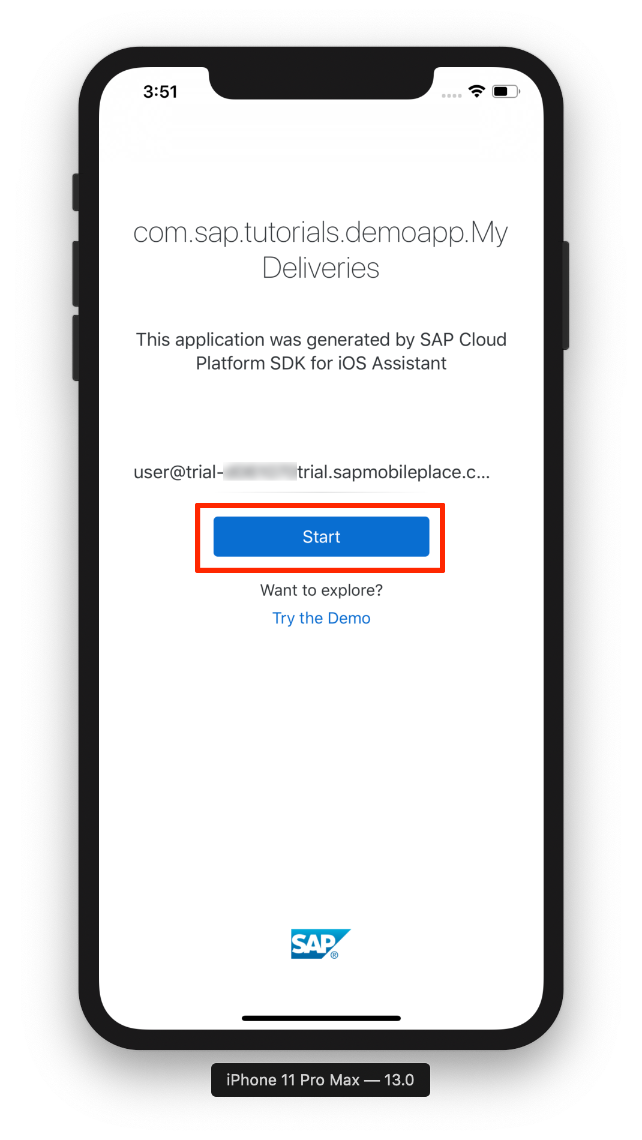 3:51
com.sap.tutorials.demoapp.My
Deliveries
This application was generated by SAP Cloud
Platform SDK for iOS Assistant
user@trial-trial.sapmobileplace.c...
Start
Want to explore?
Try the Demo
SAP®
iPhone 11 Pro Max — 13.0